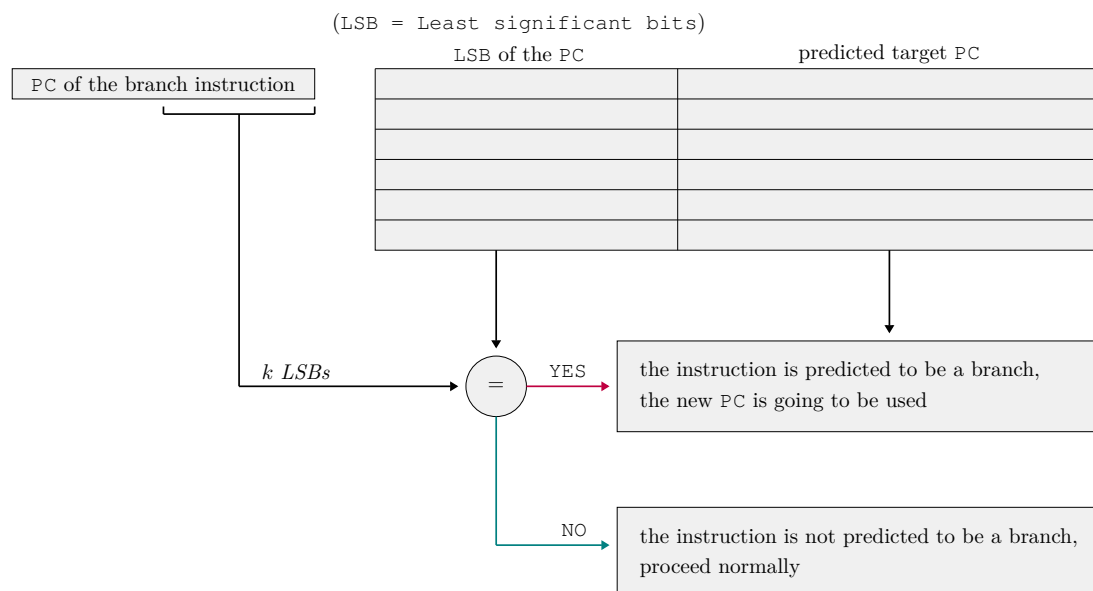 (LSB = Least significant bits)
LSB of the PC
predicted target PC
PC of the branch instruction
k LSBs
=
YES
the instruction is predicted to be a branch,
the new PC is going to be used
NO
the instruction is not predicted to be a branch,
proceed normally